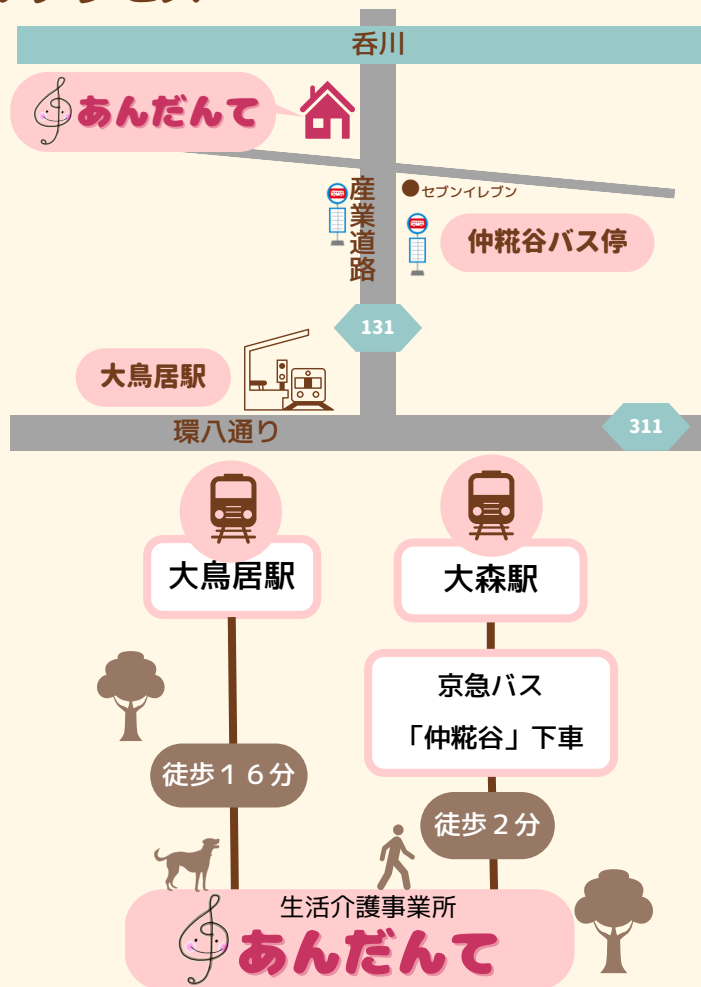 呑川
あんだんて
産業道路
セブンイレブン
仲糀谷バス停
131
大鳥居駅
環八通り
311
大鳥居駅
大森駅
京急バス
「仲糀谷」下車
徒歩16分
徒歩2分
生活介護事業所
あんだんて